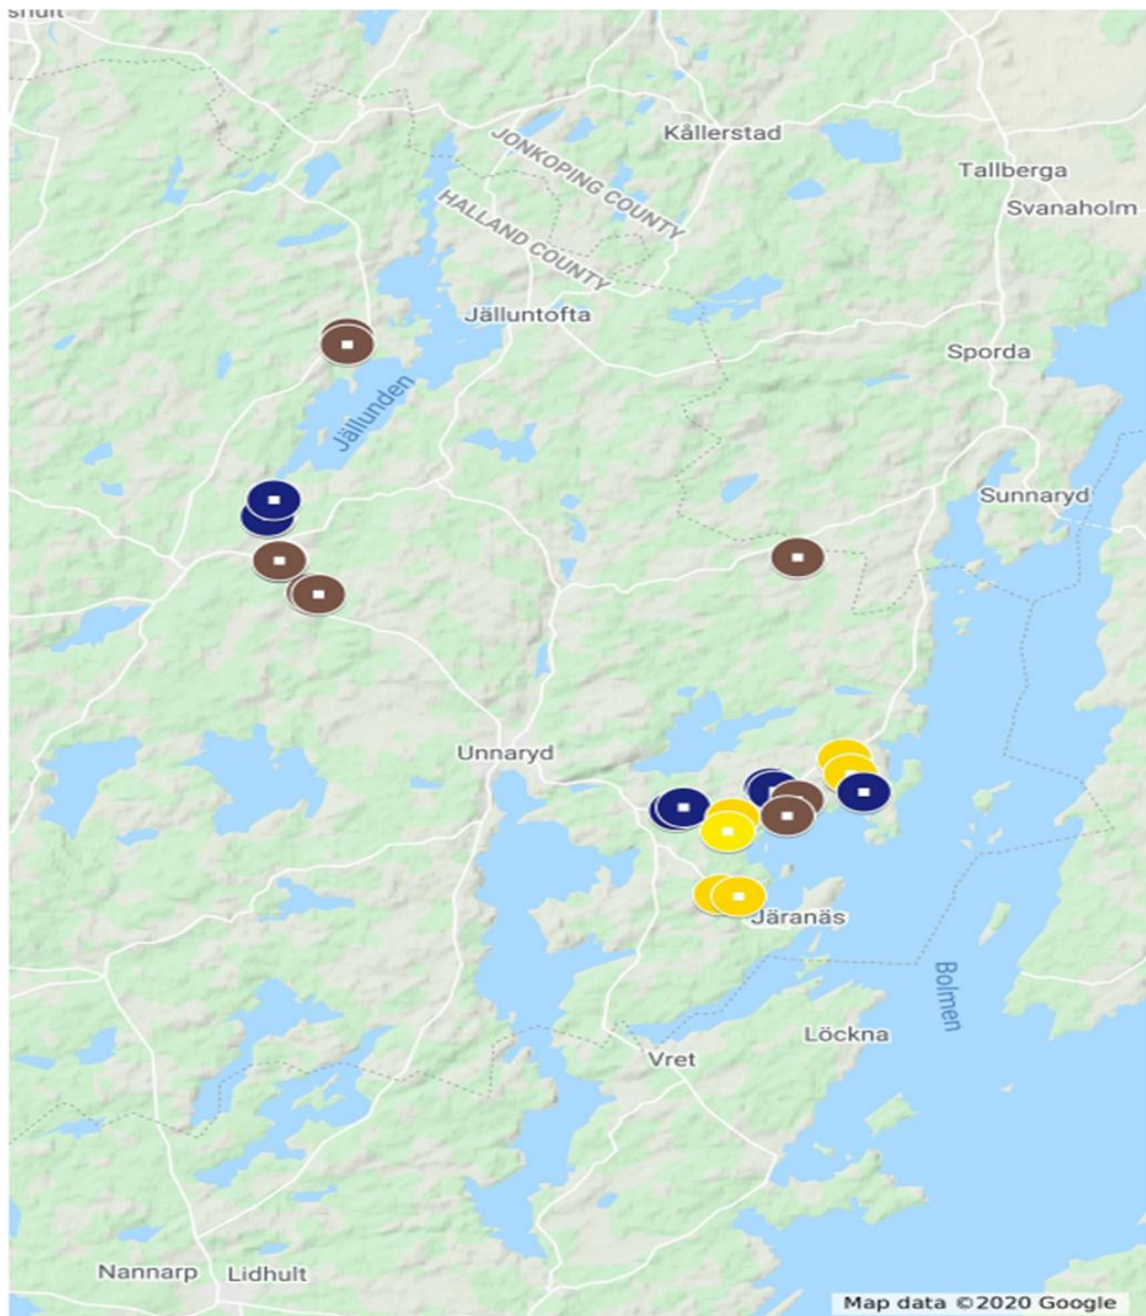 Kållerstad
JONKOPING COUNTY
Tallberga
HALLAND COUNTY
Svanaholm
Jälluntofta
Sporda
Jällunden
Sunnaryd
Unnaryd
Järanäs
Bolmen
Löckna
Vret
Nannarp
Lidhult
Map data ©2020 Google